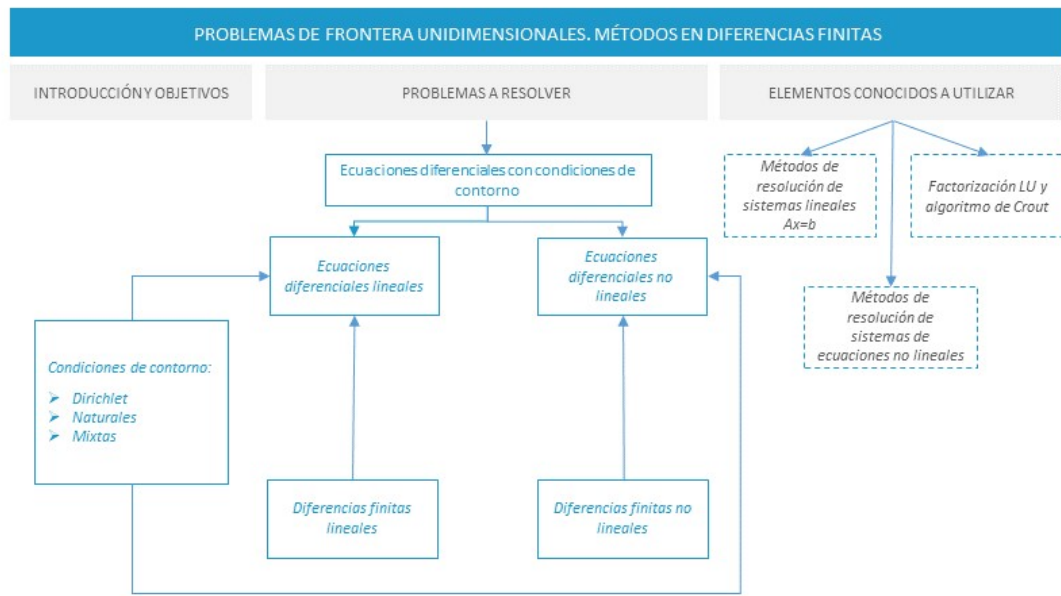 PROBLEMAS DE FRONTERA UNIDIMENSIONALES. MÉTODOS EN DIFERENCIAS FINITAS
INTRODUCCIÓN Y OBJETIVOS
PROBLEMAS A RESOLVER
ELEMENTOS CONOCIDOS A UTILIZAR
Ecuaciones diferenciales con condiciones de
contorno
Métodos de
resolución de
sistemas lineales
Ax=b
Factorización LU y
algoritmo de Crout
Ecuaciones
diferenciales lineales
Ecuaciones
diferenciales no
lineales
Métodos de
resolución de
sistemas de
ecuaciones no lineales
Condiciones de contorno:
➢ Dirichlet
➢ Naturales
➢ Mixtas
Diferencias finitas
lineales
Diferencias finitas no
lineales